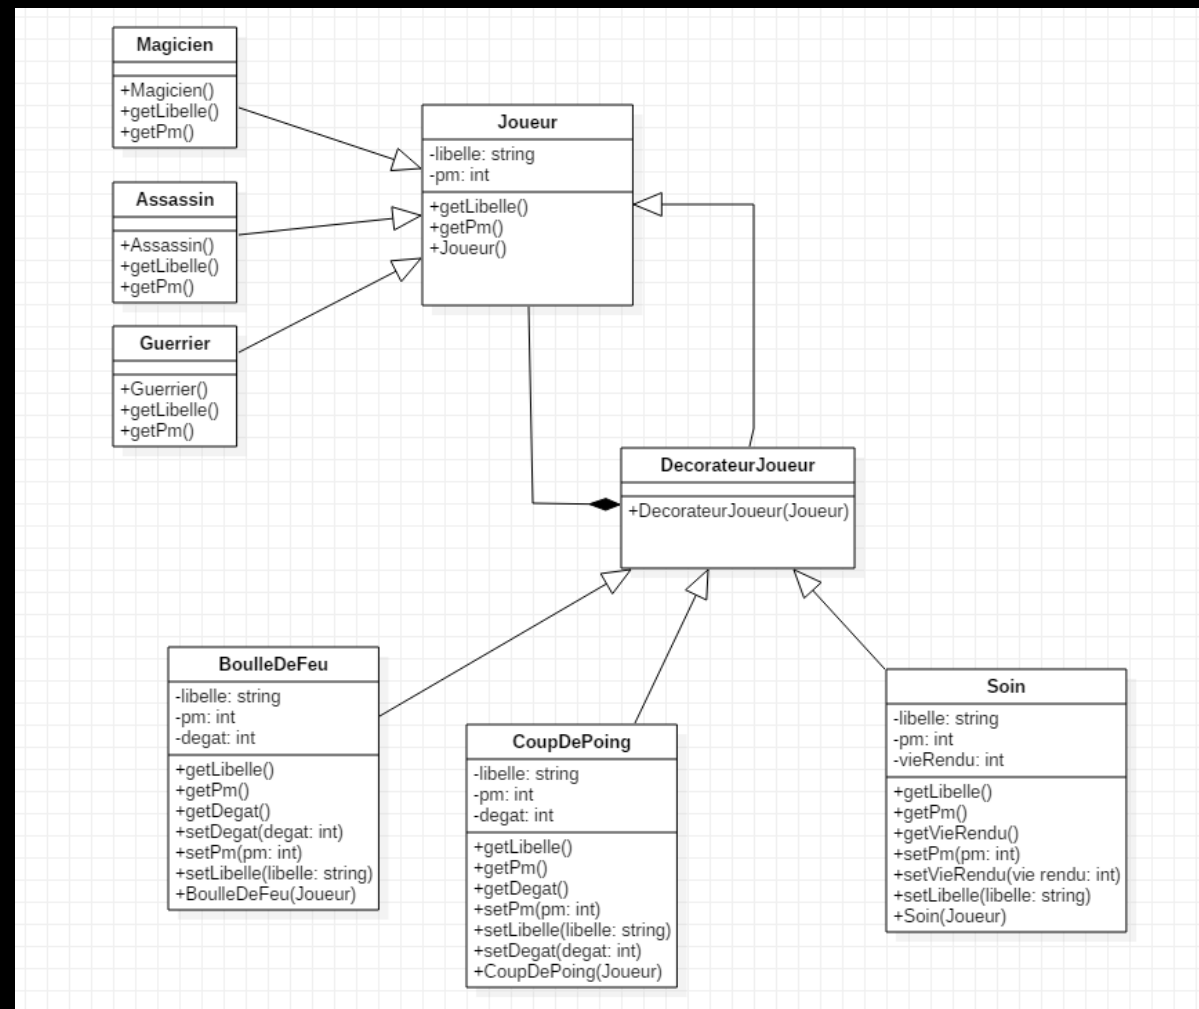 Magicien
+Magicien()
+getLibelle()
+getPm()
Assassin
+Assassin()
+getLibelle()
+getPm()
Guerrier
+Guerrier()
+getLibelle()
+getPm()
Joueur
-libelle: string
-pm: int
+getLibelle()
+getPm()
+Joueur()
DecorateurJoueur
+DecorateurJoueur(Joueur)
BoulleDeFeu
-libelle: string
-pm: int
-degat: int
+getLibelle()
+getPm()
+getDegat()
+setDegat(degat: int)
+setPm(pm: int)
+setLibelle(libelle: string)
+BoulleDeFeu(Joueur)
CoupDePoing
-libelle: string
-pm: int
-degat: int
+getLibelle()
+getPm()
+getDegat()
+setPm(pm: int)
+setLibelle(libelle: string)
+setDegat(degat: int)
+CoupDePoing(Joueur)
Soin
-libelle: string
-pm: int
-vieRendu: int
+getLibelle()
+getPm()
+getVieRendu()
+setPm(pm: int)
+setVieRendu(vie rendu: int)
+setLibelle(libelle: string)
+Soin(Joueur)